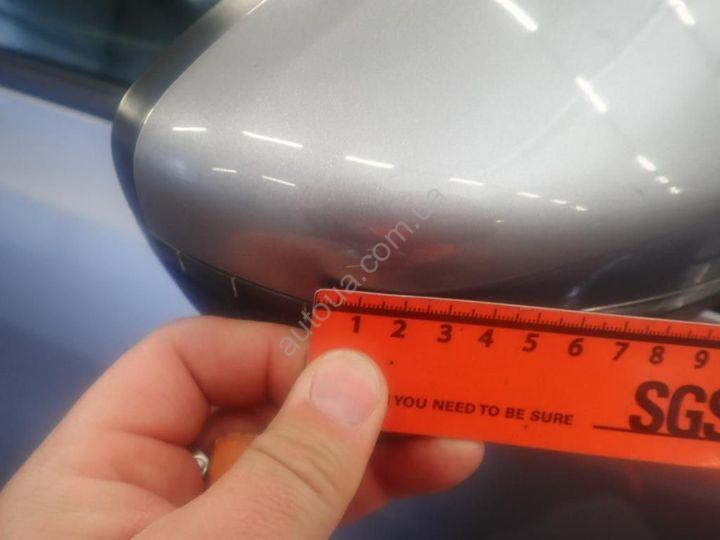 autoua.com.ua
1 2 3 4 5 6 7 8 9
YOU NEED TO BE SURE
SGS